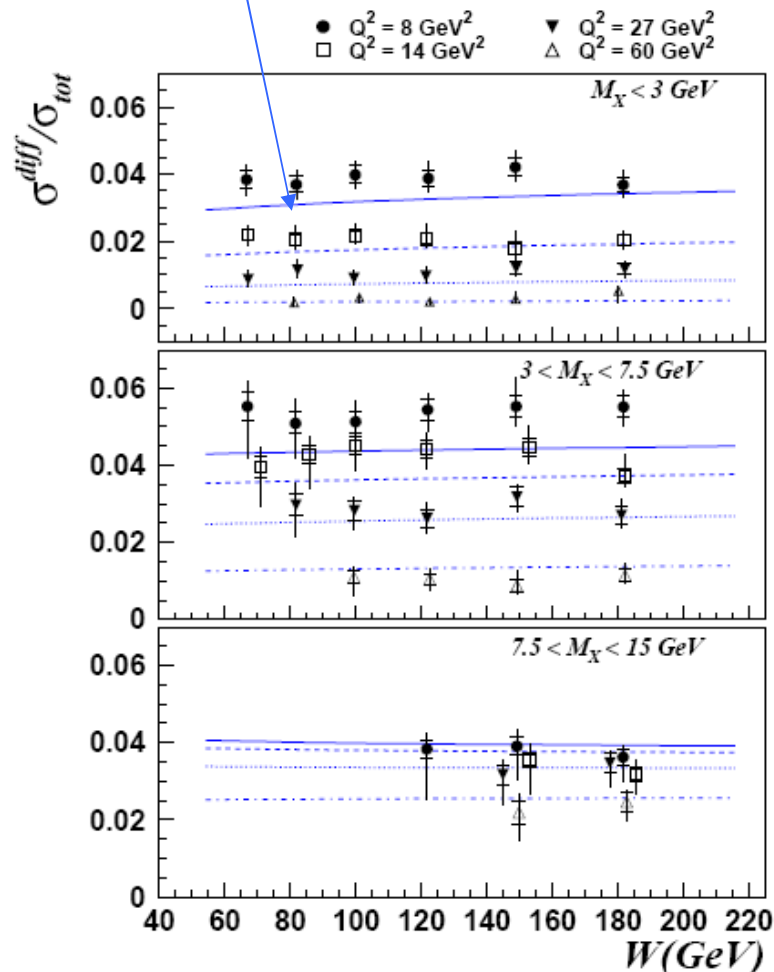 ● Q² = 8 GeV² ▼ Q² = 27 GeV²
□ Q² = 14 GeV² △ Q² = 60 GeV²
σ^diff/σ_tot
M_X < 3 GeV
0.06
0.04
0.02
0
3 < M_X < 7.5 GeV
0.06
0.04
0.02
0
7.5 < M_X < 15 GeV
0.06
0.04
0.02
0
40 60 80 100 120 140 160 180 200 220
W(GeV)